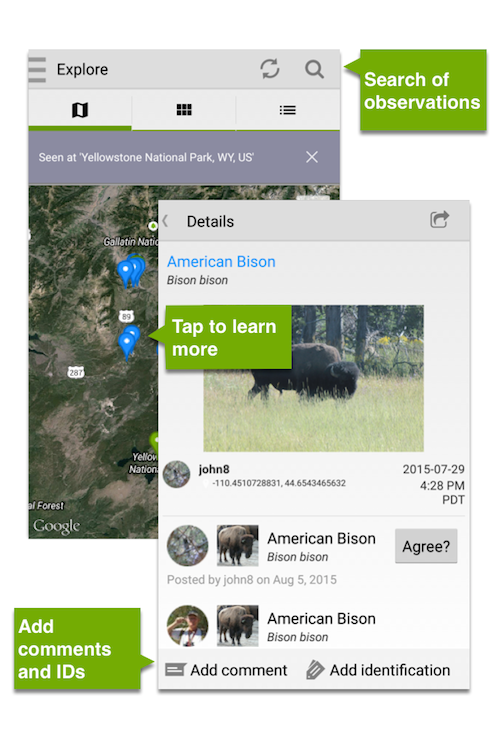 Explore
Search of
observations
Seen at 'Yellowstone National Park, WY, US'
Gallatin Natio
89
287
Yellow
Nation
al Forest
Google
Details
American Bison
Bison bison
Tap to learn
more
john8
-110.4510728831, 44.6543465632
2015-07-29
4:28 PM
PDT
American Bison
Bison bison
Agree?
Posted by john8 on Aug 5, 2015
American Bison
Bison bison
Add
comments
and IDs
Add comment
Add identification